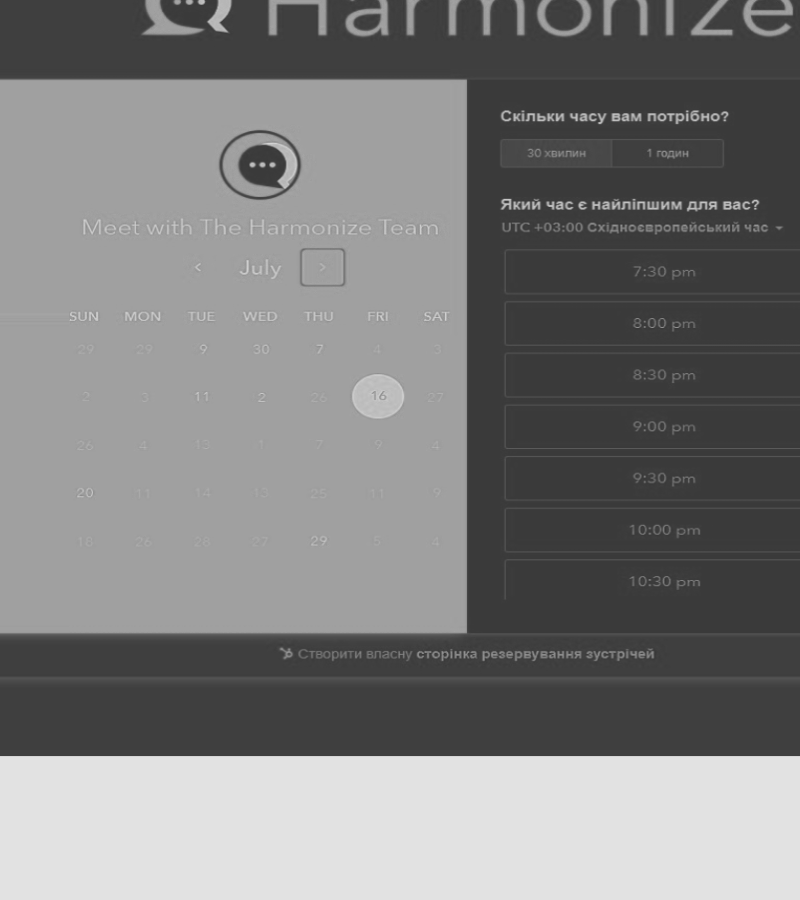 Harmonize
Meet with The Harmonize Team
< July >
SUN MON TUE WED THU FRI SAT
29 29 9 30 7 4 3
2 3 11 2 26 16 27
26 4 13 1 7 9 4
20 11 14 13 25 11 9
18 26 26 27 29 5 4
Скільки часу вам потрібно?
30 хвилин 1 годин
Який час є найліпшим для вас?
UTC +03:00 Східноєвропейський час
7:30 pm
8:00 pm
8:30 pm
9:00 pm
9:30 pm
10:00 pm
10:30 pm
Створити власну сторінка резервування зустрічей